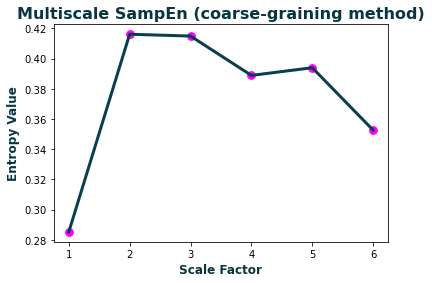 Multiscale SampEn (coarse-graining method)
0.42
0.40
0.38
0.36
0.34
0.32
0.30
0.28
Entropy Value
1 2 3 4 5 6
Scale Factor